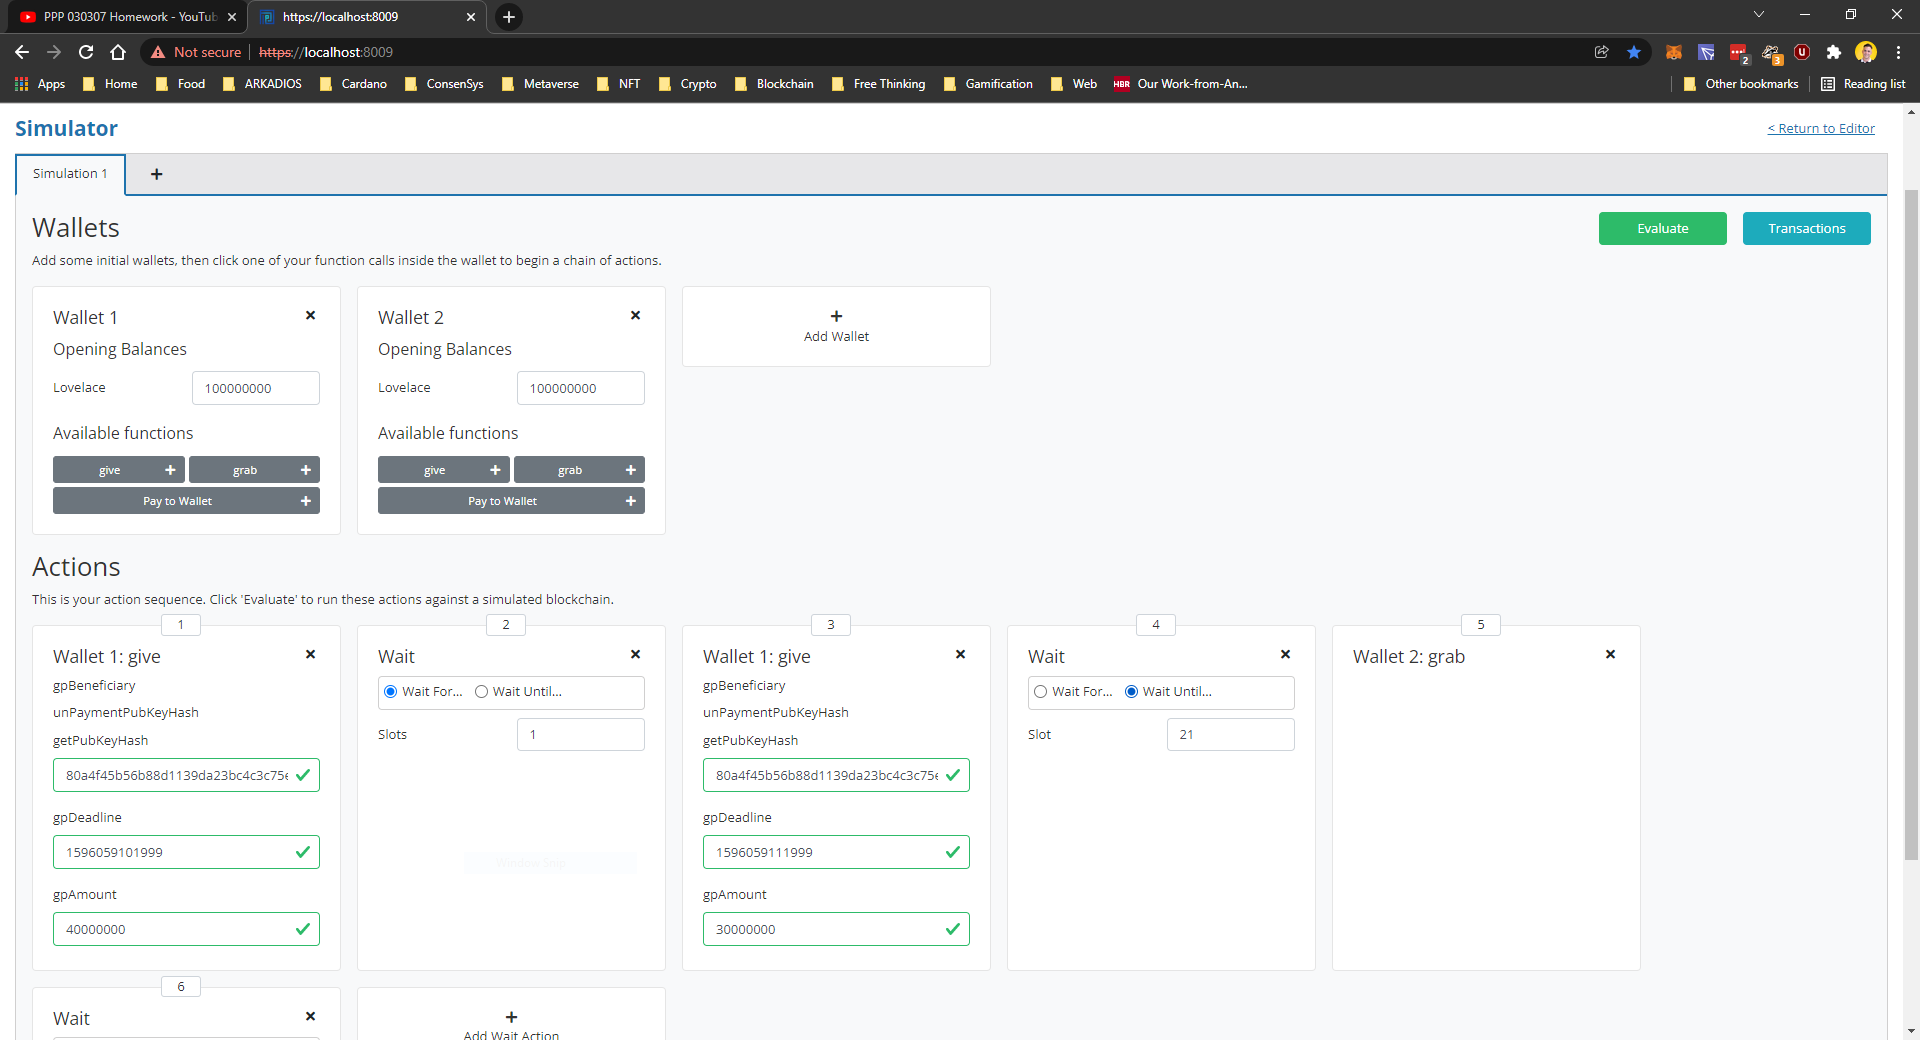 PPP 030307 Homework - YouTub
https://localhost:8009
Not secure
https://localhost:8009
2
3
Apps
Home
Food
ARKADIOS
Cardano
ConsenSys
Metaverse
NFT
Crypto
Blockchain
Free Thinking
Gamification
Web
HBR
Our Work-from-An...
Other bookmarks
Reading list
Simulator
< Return to Editor
Simulation 1
Wallets
Evaluate
Transactions
Add some initial wallets, then click one of your function calls inside the wallet to begin a chain of actions.
Wallet 1
Opening Balances
Lovelace
100000000
Available functions
give
grab
Pay to Wallet
Wallet 2
Opening Balances
Lovelace
100000000
Available functions
give
grab
Pay to Wallet
Add Wallet
Actions
This is your action sequence. Click 'Evaluate' to run these actions against a simulated blockchain.
1
Wallet 1: give
gpBeneficiary
unPaymentPubKeyHash
getPubKeyHash
80a4f45b56b88d1139da23bc4c3c75e
gpDeadline
1596059101999
gpAmount
40000000
2
Wait
Wait For...
Wait Until...
Slots
1
Window Snip
3
Wallet 1: give
gpBeneficiary
unPaymentPubKeyHash
getPubKeyHash
80a4f45b56b88d1139da23bc4c3c75e
gpDeadline
1596059111999
gpAmount
30000000
4
Wait
Wait For...
Wait Until...
Slot
21
5
Wallet 2: grab
6
Wait
Add Wait Action